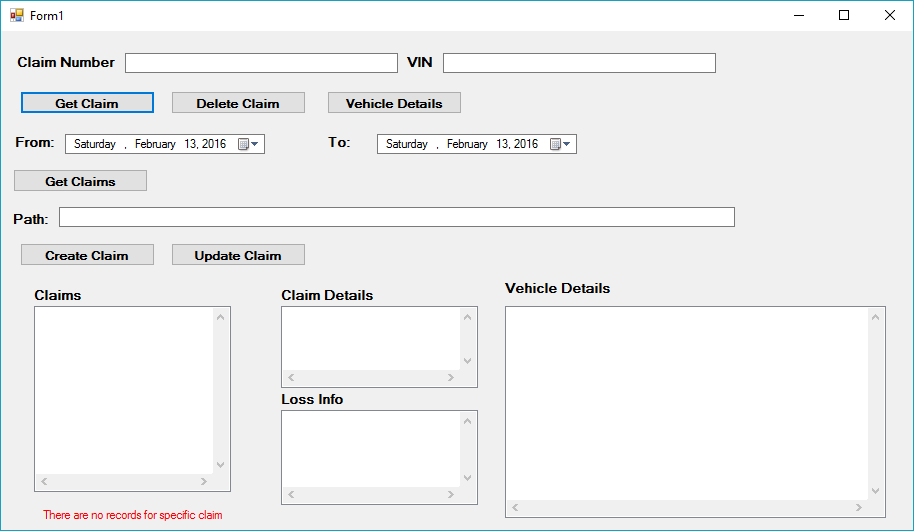 Form1
Claim Number VIN
Get Claim Delete Claim Vehicle Details
From: Saturday , February 13, 2016 To: Saturday , February 13, 2016
Get Claims
Path:
Create Claim Update Claim
Claims Claim Details Vehicle Details
Loss Info
There are no records for specific claim